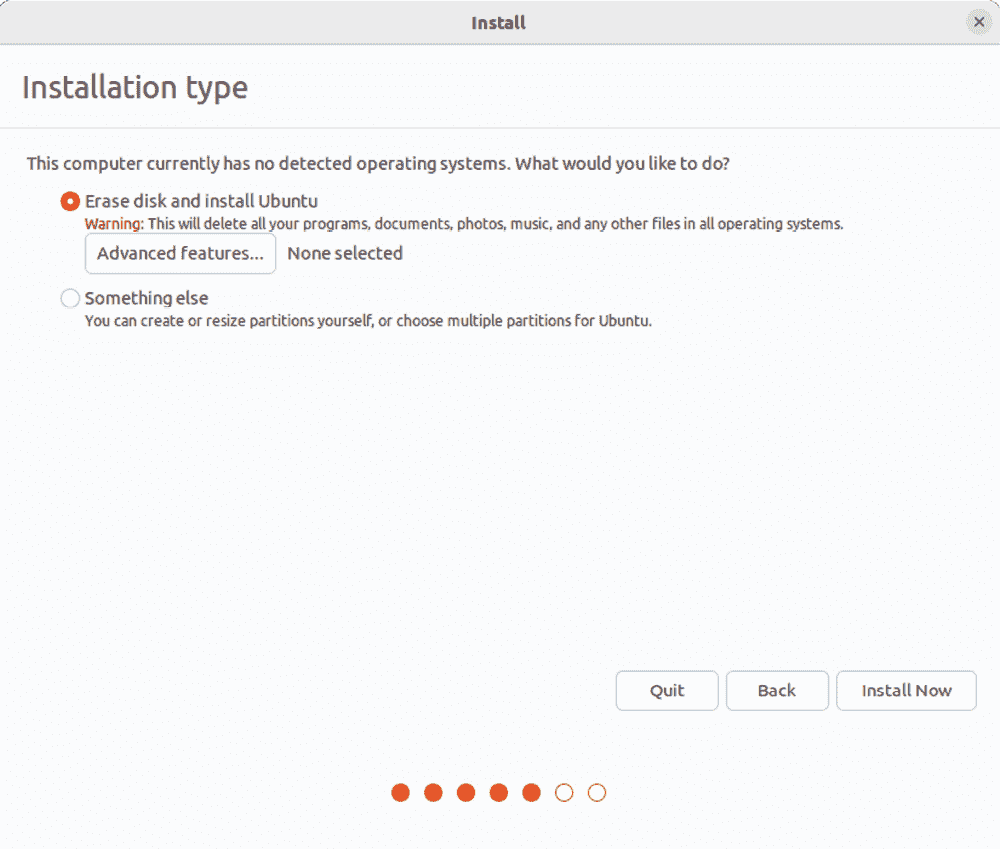 Install
Installation type
This computer currently has no detected operating systems. What would you like to do?
Erase disk and install Ubuntu
Warning: This will delete all your programs, documents, photos, music, and any other files in all operating systems.
Advanced features... None selected
Something else
You can create or resize partitions yourself, or choose multiple partitions for Ubuntu.
Quit Back Install Now